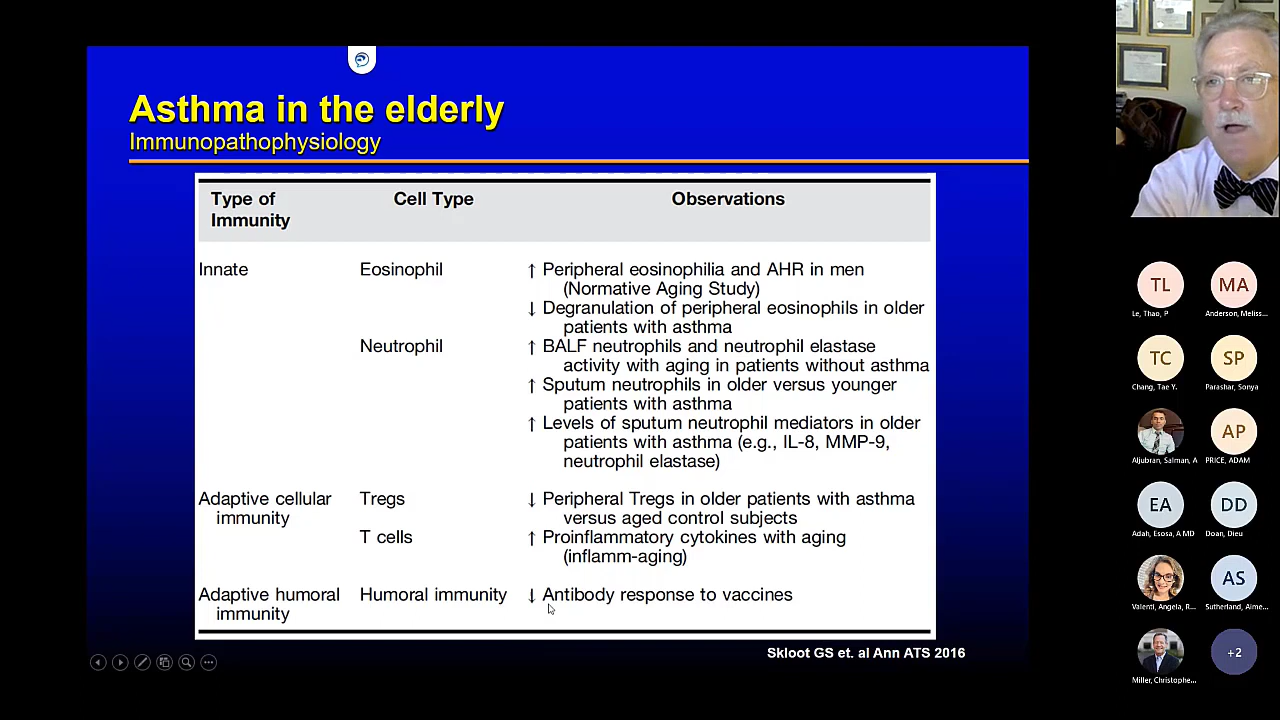 Asthma in the elderly
Immunopathophysiology
Type of Immunity
Cell Type
Observations
Innate
Eosinophil
↑ Peripheral eosinophilia and AHR in men
(Normative Aging Study)
↓ Degranulation of peripheral eosinophils in older
patients with asthma
Neutrophil
↑ BALF neutrophils and neutrophil elastase
activity with aging in patients without asthma
↑ Sputum neutrophils in older versus younger
patients with asthma
↑ Levels of sputum neutrophil mediators in older
patients with asthma (e.g., IL-8, MMP-9,
neutrophil elastase)
Adaptive cellular
immunity
Tregs
↓ Peripheral Tregs in older patients with asthma
versus aged control subjects
T cells
↑ Proinflammatory cytokines with aging
(inflamm-aging)
Adaptive humoral
immunity
Humoral immunity
↓ Antibody response to vaccines
Skloot GS et. al Ann ATS 2016
TL
Le, Thao, P
MA
Anderson, Meliss...
TC
Chang, Tae Y.
SP
Parashar, Sonya
Aljubran, Salman, A
AP
PRICE, ADAM
EA
Adah, Esosa, A MD
DD
Doan, Dieu
Valenti, Angela, R...
AS
Sutherland, Aime...
Miller, Christophe...
+2